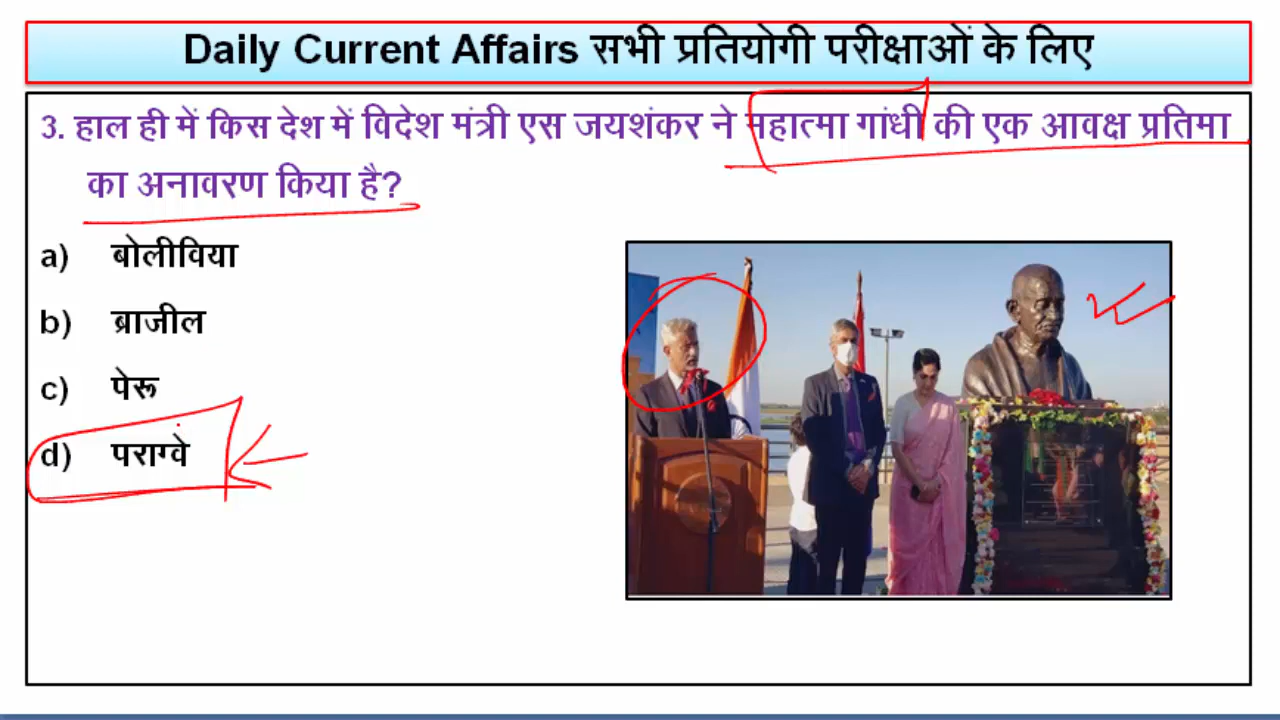 Daily Current Affairs सभी प्रतियोगी परीक्षाओं के लिए
3. हाल ही में किस देश में विदेश मंत्री एस जयशंकर ने महात्मा गांधी की एक आवक्ष प्रतिमा
का अनावरण किया है?
a) बोलीविया
b) ब्राजील
c) पेरू
d) पराग्वे